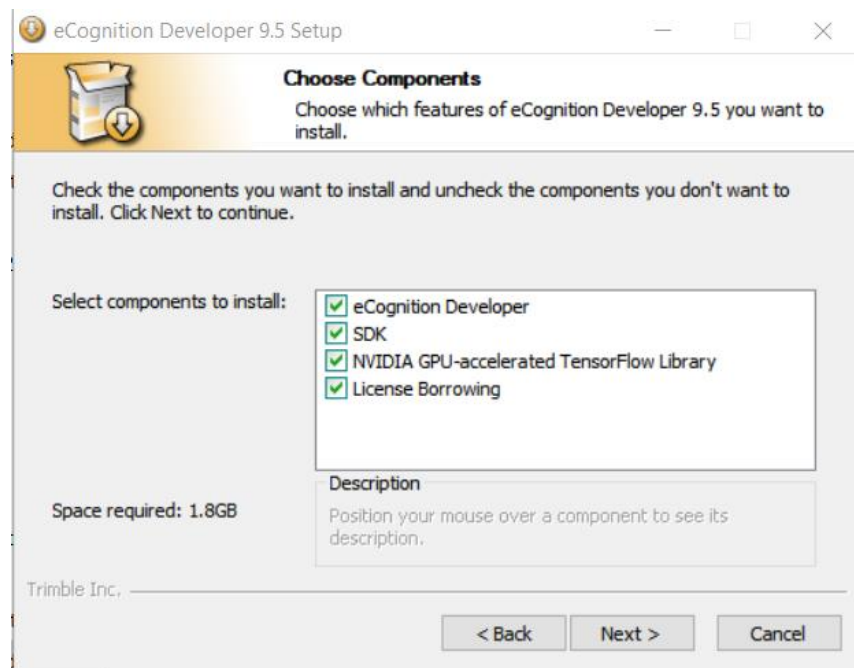 eCognition Developer 9.5 Setup
Choose Components
Choose which features of eCognition Developer 9.5 you want to
install.
Check the components you want to install and uncheck the components you don't want to
install. Click Next to continue.
Select components to install:
eCognition Developer
SDK
NVIDIA GPU-accelerated TensorFlow Library
License Borrowing
Space required: 1.8GB
Description
Position your mouse over a component to see its
description.
Trimble Inc.
< Back
Next >
Cancel